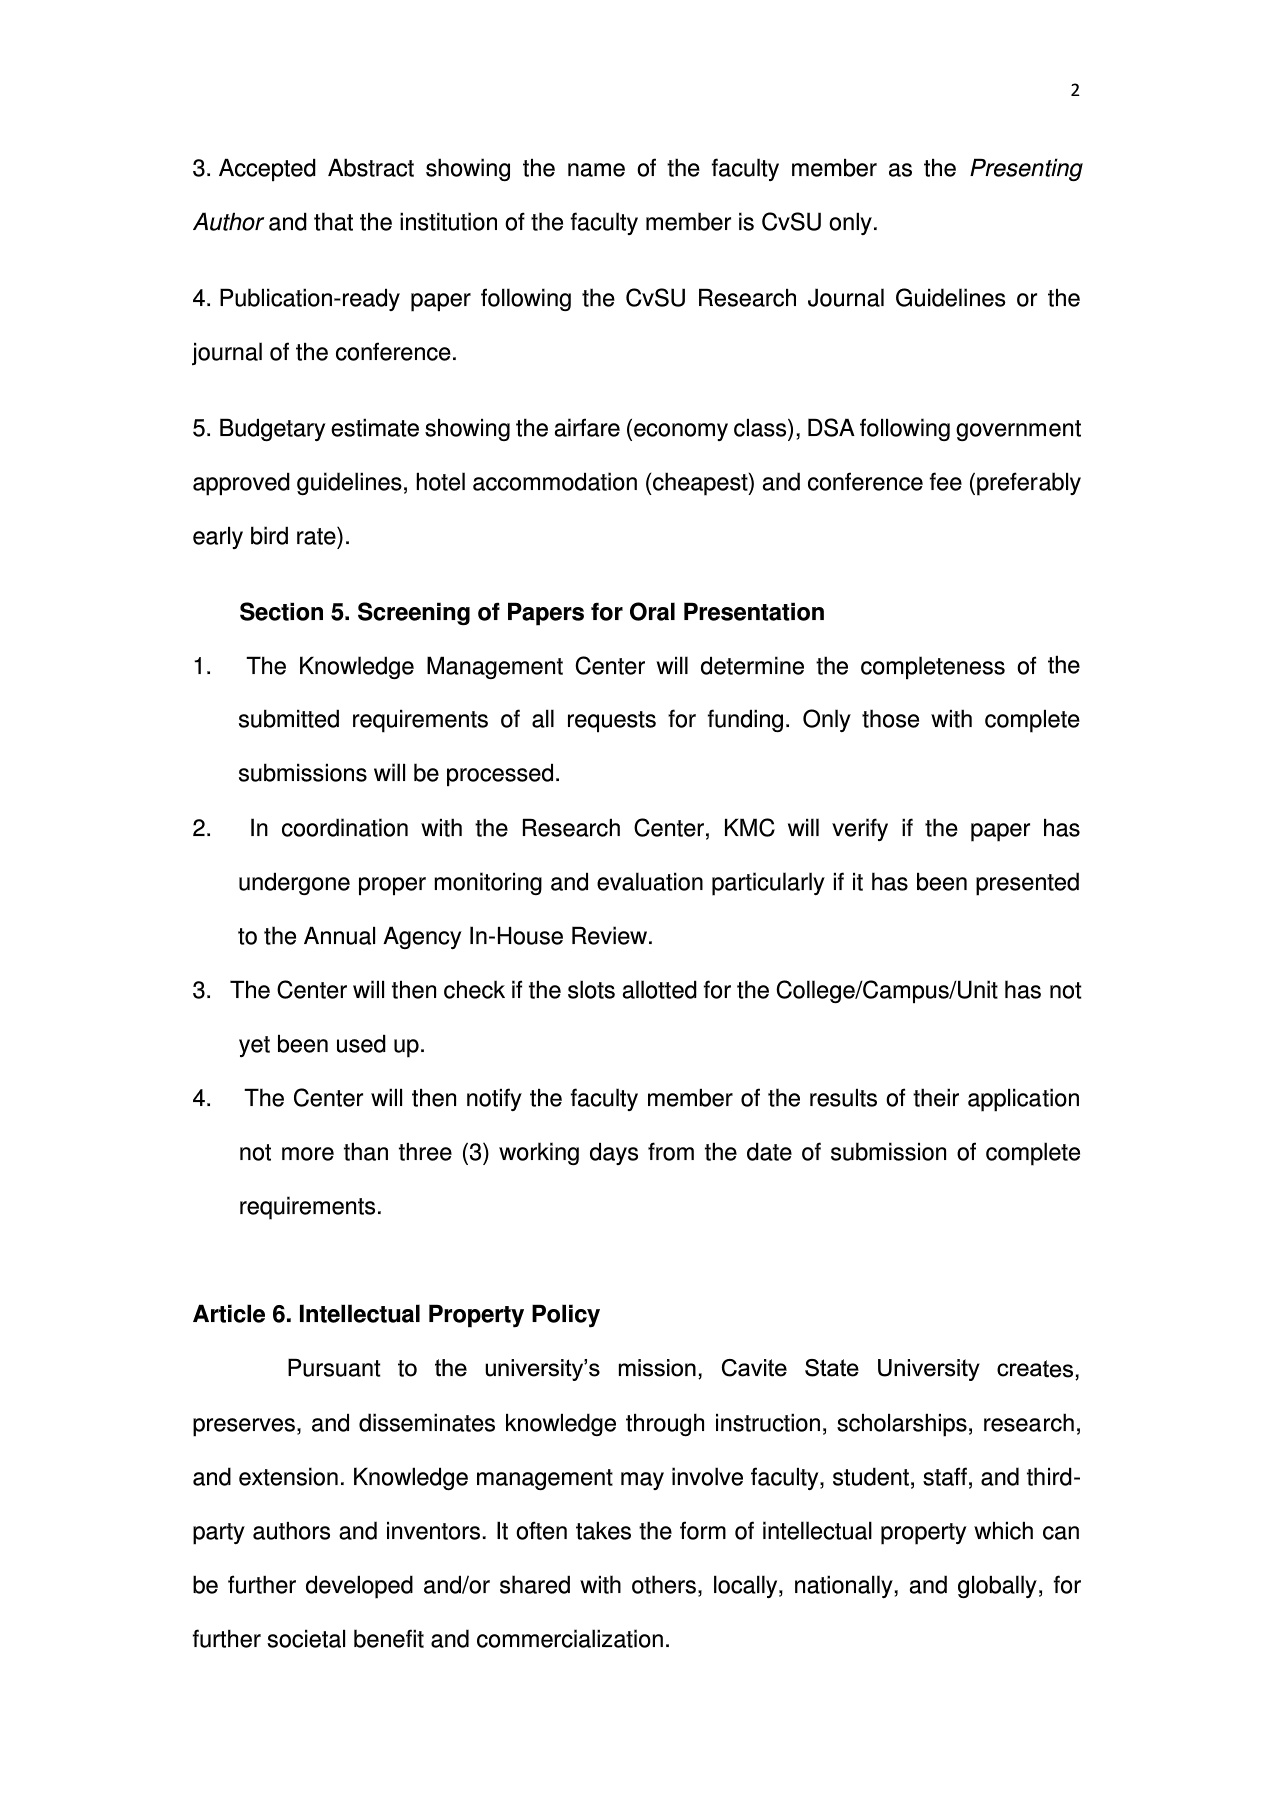 2
3. Accepted Abstract showing the name of the faculty member as the Presenting
Author and that the institution of the faculty member is CvSU only.
4. Publication-ready paper following the CvSU Research Journal Guidelines or the
journal of the conference.
5. Budgetary estimate showing the airfare (economy class), DSA following government
approved guidelines, hotel accommodation (cheapest) and conference fee (preferably
early bird rate).
Section 5. Screening of Papers for Oral Presentation
1. The Knowledge Management Center will determine the completeness of the
submitted requirements of all requests for funding. Only those with complete
submissions will be processed.
2. In coordination with the Research Center, KMC will verify if the paper has
undergone proper monitoring and evaluation particularly if it has been presented
to the Annual Agency In-House Review.
3. The Center will then check if the slots allotted for the College/Campus/Unit has not
yet been used up.
4. The Center will then notify the faculty member of the results of their application
not more than three (3) working days from the date of submission of complete
requirements.
Article 6. Intellectual Property Policy
Pursuant to the university’s mission, Cavite State University creates,
preserves, and disseminates knowledge through instruction, scholarships, research,
and extension. Knowledge management may involve faculty, student, staff, and third-
party authors and inventors. It often takes the form of intellectual property which can
be further developed and/or shared with others, locally, nationally, and globally, for
further societal benefit and commercialization.